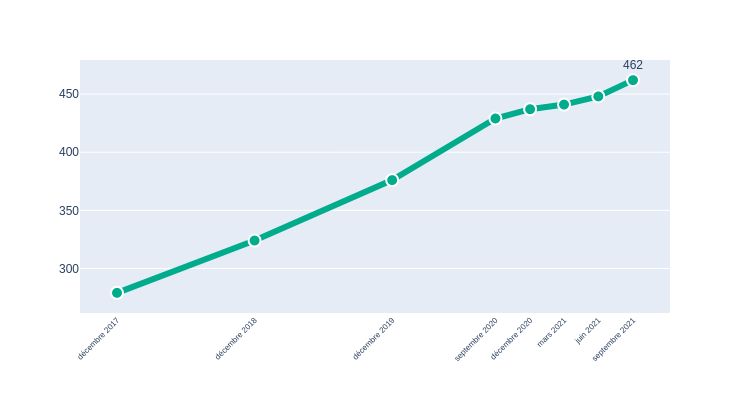 462
450
400
350
300
décembre 2017
décembre 2018
décembre 2019
septembre 2020
décembre 2020
mars 2021
juin 2021
septembre 2021